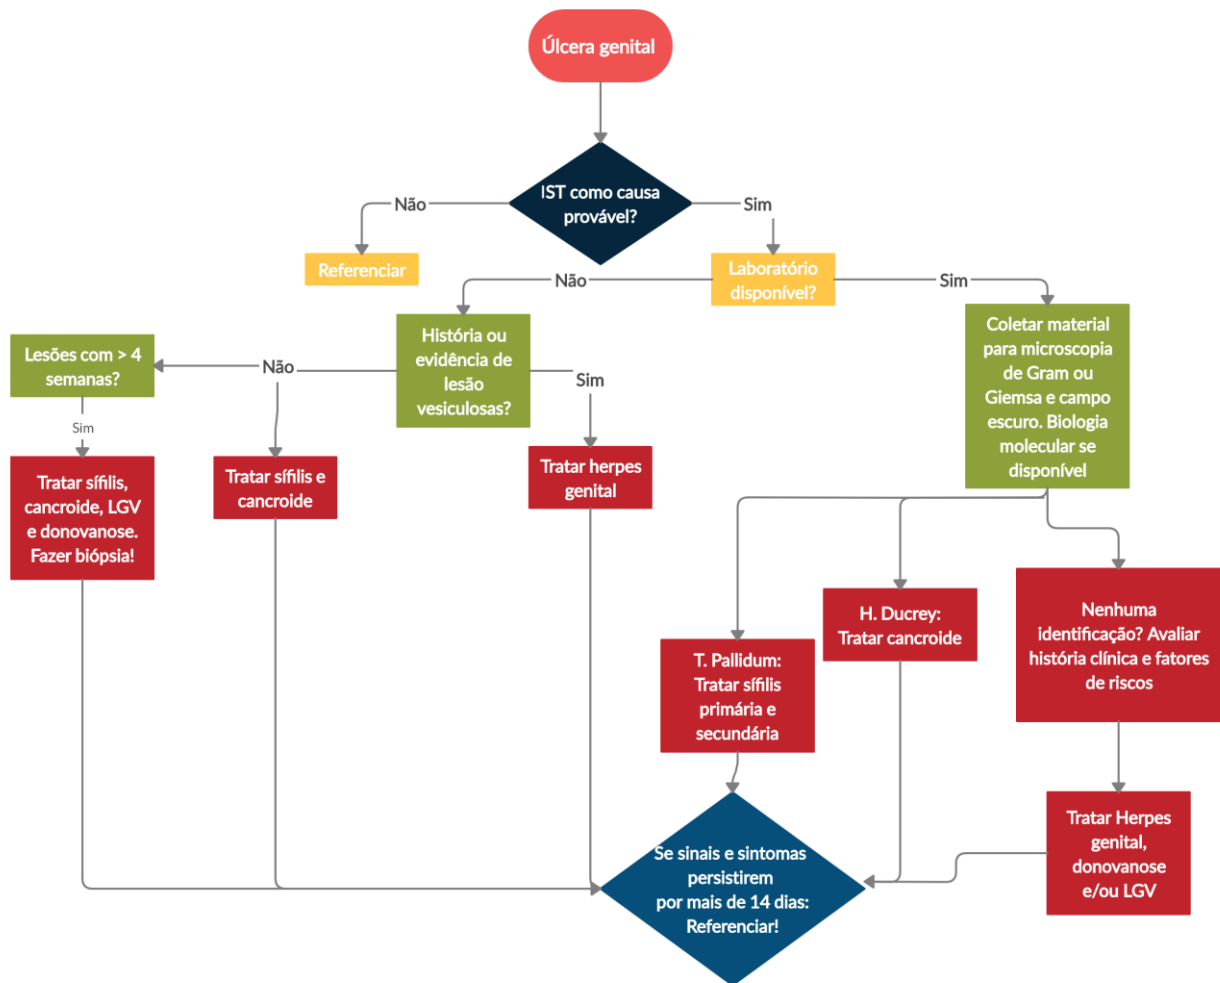 Úlcera genital
IST como causa
provável?
Não
Sim
Referenciar
Laboratório
disponível?
Não
Sim
História ou
evidência de
lesão
vesiculosas?
Coletar material
para microscopia
de Gram ou
Giemsa e campo
escuro. Biologia
molecular se
disponível
Lesões com > 4
semanas?
Não
Sim
Sim
Tratar sífilis,
cancroide, LGV
e donovanose.
Fazer biópsia!
Tratar sífilis e
cancroide
Tratar herpes
genital
T. Pallidum:
Tratar sífilis
primária e
secundária
H. Ducrey:
Tratar cancroide
Nenhuma
identificação? Avaliar
história clínica e fatores
de riscos
Tratar Herpes
genital,
donovanose
e/ou LGV
Se sinais e sintomas
persistirem
por mais de 14 dias:
Referenciar!